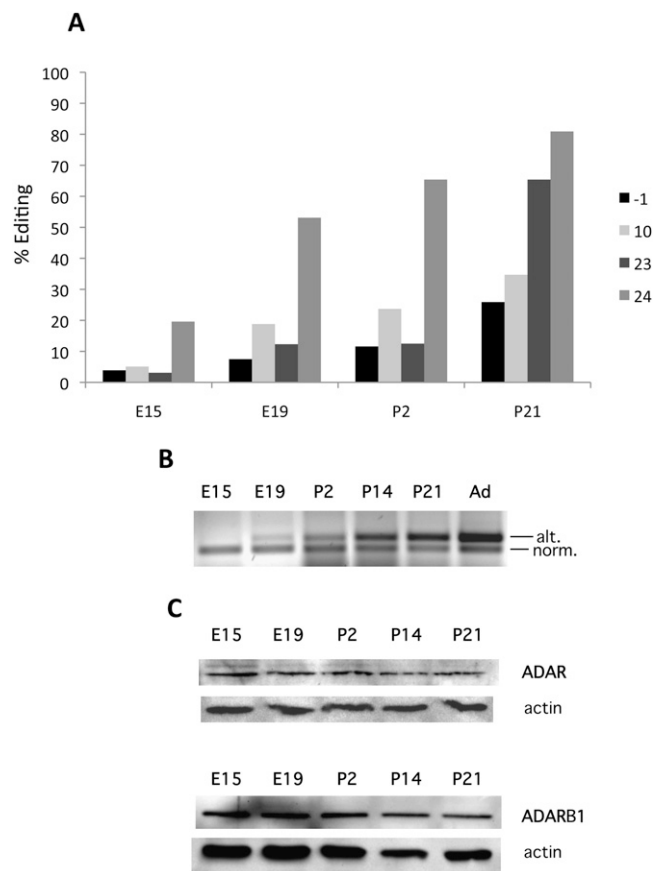 A
100
90
80
70
60
50
40
30
20
10
0
% Editing
E15 E19 P2 P21
-1
10
23
24
B
E15 E19 P2 P14 P21 Ad
alt.
norm.
C
E15 E19 P2 P14 P21
ADAR
actin
E15 E19 P2 P14 P21
ADARB1
actin